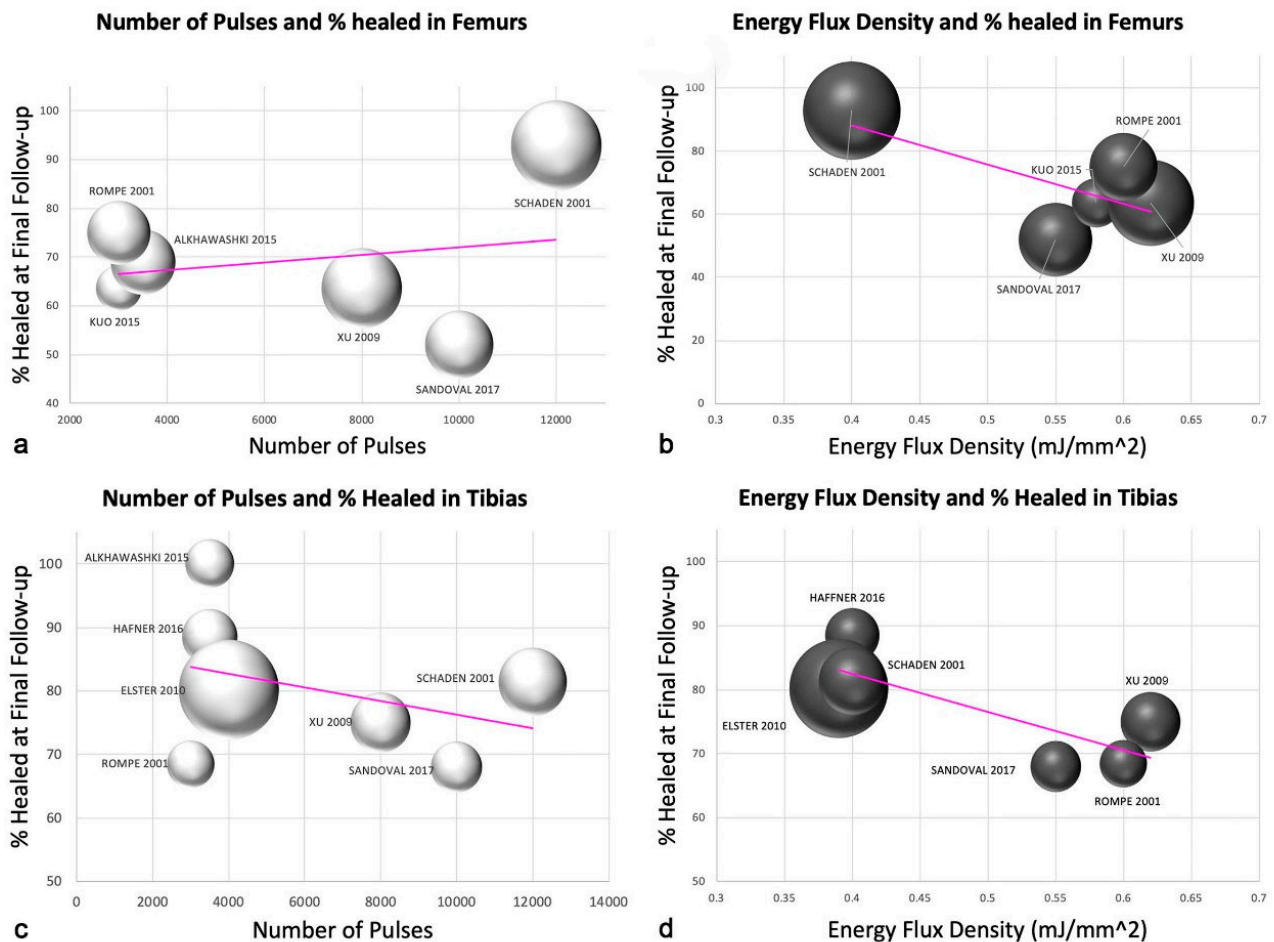 Number of Pulses and % healed in Femurs
% Healed at Final Follow-up
100
90
80
70
60
50
40
ROMPE 2001
ALKHAWASHKI 2015
KUO 2015
XU 2009
SANDOVAL 2017
SCHADEN 2001
2000
4000
6000
8000
10000
12000
a
Number of Pulses
Energy Flux Density and % healed in Femurs
% Healed at Final Follow-up
100
80
60
40
20
0
SCHADEN 2001
ROMPE 2001
KUO 2015
XU 2009
SANDOVAL 2017
0.3
0.35
0.4
0.45
0.5
0.55
0.6
0.65
0.7
b
Energy Flux Density (mJ/mm^2)
Number of Pulses and % Healed in Tibias
% Healed at Final Follow-up
100
90
80
70
60
50
ALKHAWASHKI 2015
HAFNER 2016
ELSTER 2010
SCHADEN 2001
XU 2009
ROMPE 2001
SANDOVAL 2017
0
2000
4000
6000
8000
10000
12000
14000
c
Number of Pulses
Energy Flux Density and % Healed in Tibias
% Healed at Final Follow-up
100
90
80
70
60
50
HAFFNER 2016
SCHADEN 2001
XU 2009
ELSTER 2010
SANDOVAL 2017
ROMPE 2001
0.3
0.35
0.4
0.45
0.5
0.55
0.6
0.65
0.7
d
Energy Flux Density (mJ/mm^2)